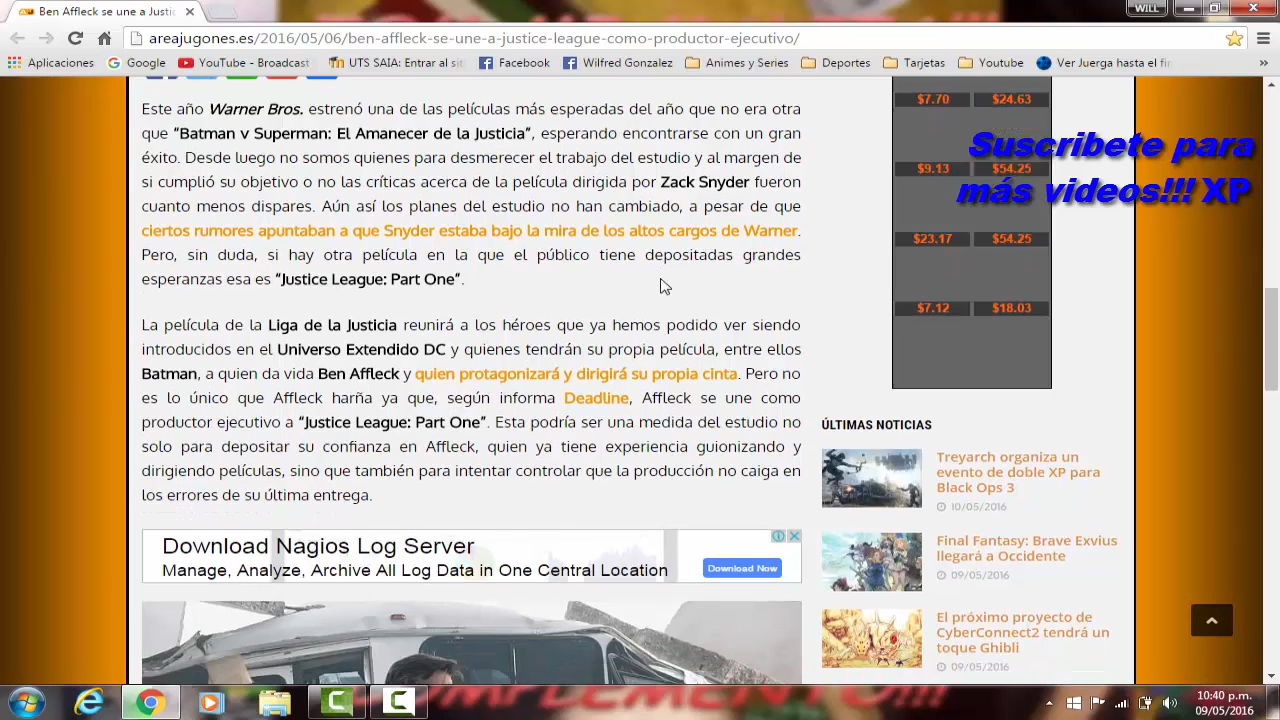 Ben Affleck se une a Justic
WILL
areajugones.es/2016/05/06/ben-affleck-se-une-a-justice-league-como-productor-ejecutivo/
Aplicaciones
Google
YouTube - Broadcast
UTS SAIA: Entrar al sit
Facebook
Wilfred Gonzalez
Animes y Series
Deportes
Tarjetas
Youtube
Ver Juerga hasta el fin
»
Este año Warner Bros. estrenó una de las películas más esperadas del año que no era otra
que “Batman v Superman: El Amanecer de la Justicia”, esperando encontrarse con un gran
éxito. Desde luego no somos quienes para desmerecer el trabajo del estudio y al margen de
si cumplió su objetivo o no las críticas acerca de la película dirigida por Zack Snyder fueron
cuanto menos dispares. Aún así los planes del estudio no han cambiado, a pesar de que
ciertos rumores apuntaban a que Snyder estaba bajo la mira de los altos cargos de Warner.
Pero, sin duda, si hay otra película en la que el público tiene depositadas grandes
esperanzas esa es “Justice League: Part One”.
La película de la Liga de la Justicia reunirá a los héroes que ya hemos podido ver siendo
introducidos en el Universo Extendido DC y quienes tendrán su propia película, entre ellos
Batman, a quien da vida Ben Affleck y quien protagonizará y dirigirá su propia cinta. Pero no
es lo único que Affleck harña ya que, según informa Deadline, Affleck se une como
productor ejecutivo a “Justice League: Part One”. Esta podría ser una medida del estudio no
solo para depositar su confianza en Affleck, quien ya tiene experiencia guionizando y
dirigiendo películas, sino que también para intentar controlar que la producción no caiga en
los errores de su última entrega.
Download Nagios Log Server
Manage, Analyze, Archive All Log Data in One Central Location
Download Now
$7.70 $24.63
$9.13 $54.25
$23.17 $54.25
$7.12 $18.03
Suscribete para
más videos!!! XP
ÚLTIMAS NOTICIAS
Treyarch organiza un
evento de doble XP para
Black Ops 3
10/05/2016
Final Fantasy: Brave Exvius
llegará a Occidente
09/05/2016
El próximo proyecto de
CyberConnect2 tendrá un
toque Ghibli
09/05/2016
10:40 p.m.
09/05/2016